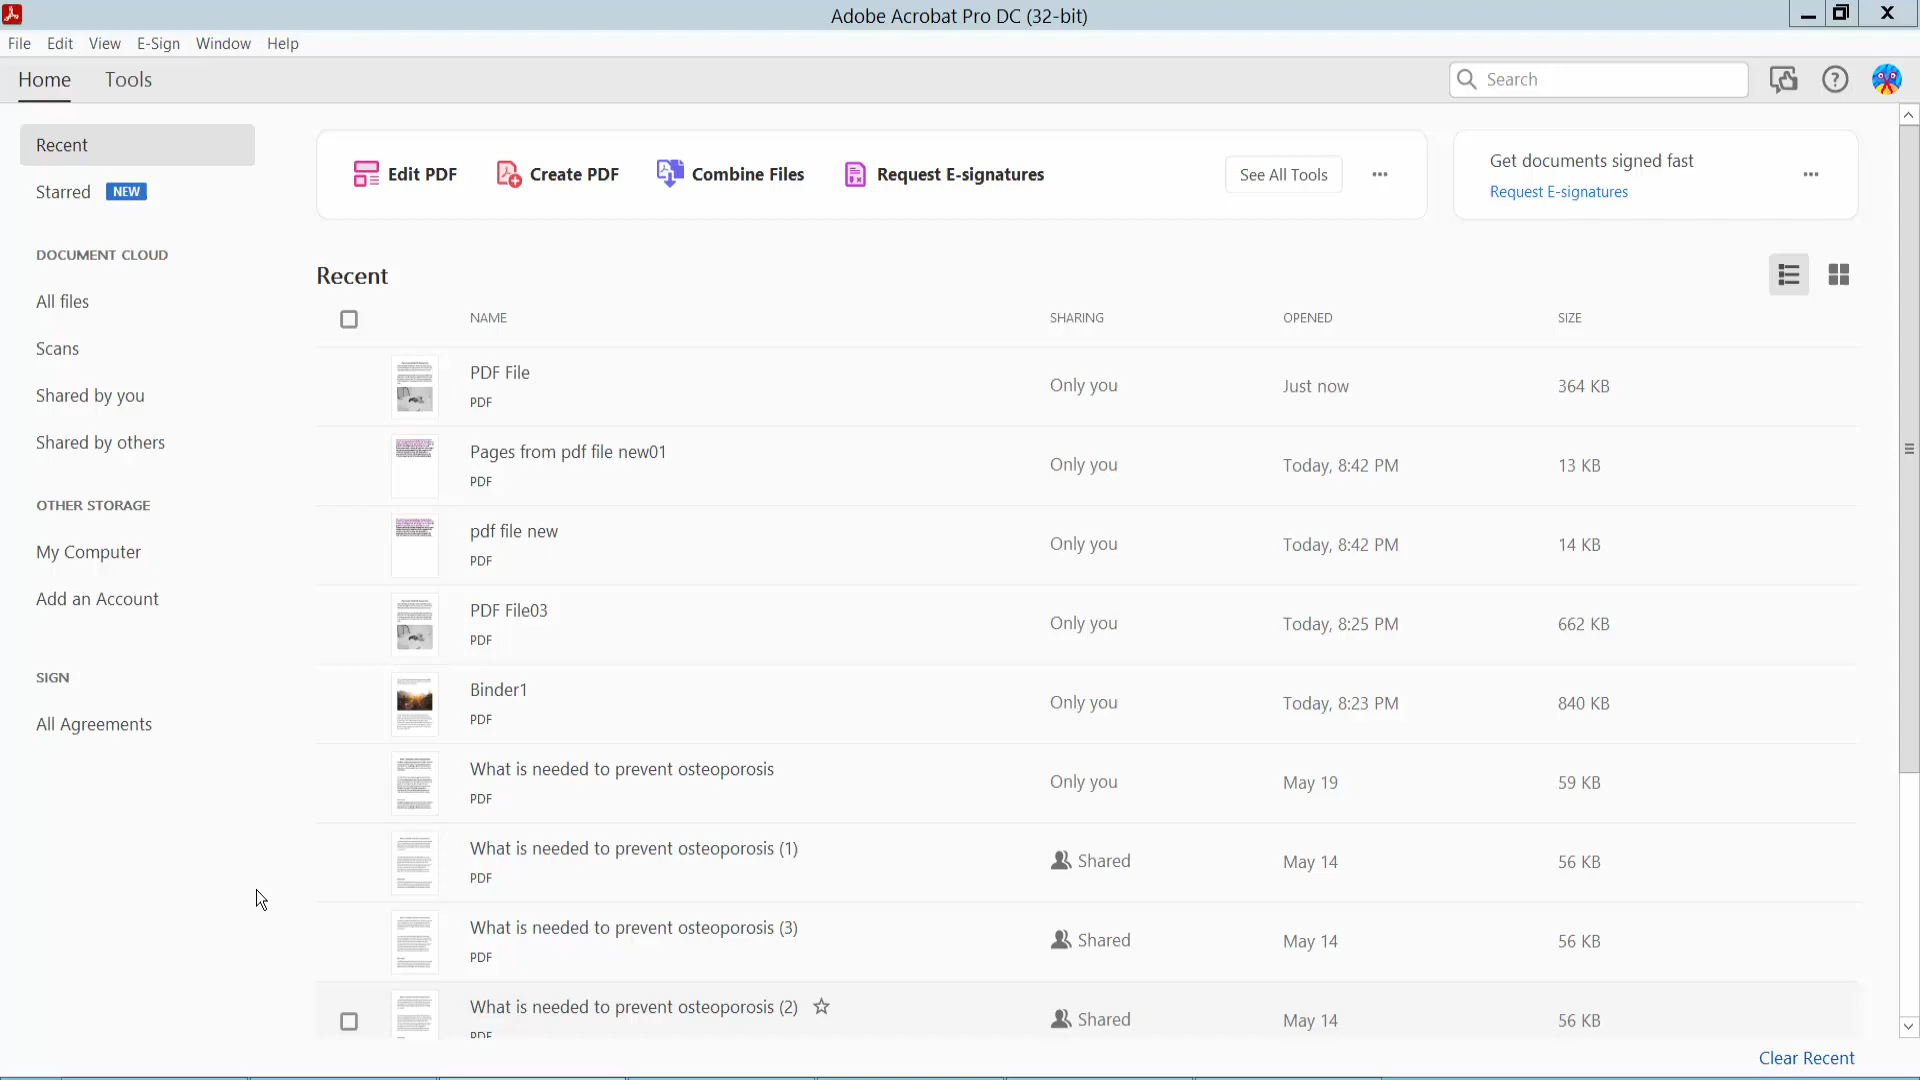 Adobe Acrobat Pro DC (32-bit)
File Edit View E-Sign Window Help
Home Tools
Search
Recent
Starred NEW
DOCUMENT CLOUD
All files
Scans
Shared by you
Shared by others
OTHER STORAGE
My Computer
Add an Account
SIGN
All Agreements
Edit PDF Create PDF Combine Files Request E-signatures See All Tools
Get documents signed fast
Request E-signatures
Recent
NAME SHARING OPENED SIZE
PDF File Only you Just now 364 KB
PDF
Pages from pdf file new01 Only you Today, 8:42 PM 13 KB
PDF
pdf file new Only you Today, 8:42 PM 14 KB
PDF
PDF File03 Only you Today, 8:25 PM 662 KB
PDF
Binder1 Only you Today, 8:23 PM 840 KB
PDF
What is needed to prevent osteoporosis Only you May 19 59 KB
PDF
What is needed to prevent osteoporosis (1) Shared May 14 56 KB
PDF
What is needed to prevent osteoporosis (3) Shared May 14 56 KB
PDF
What is needed to prevent osteoporosis (2) Shared May 14 56 KB
PDF
Clear Recent